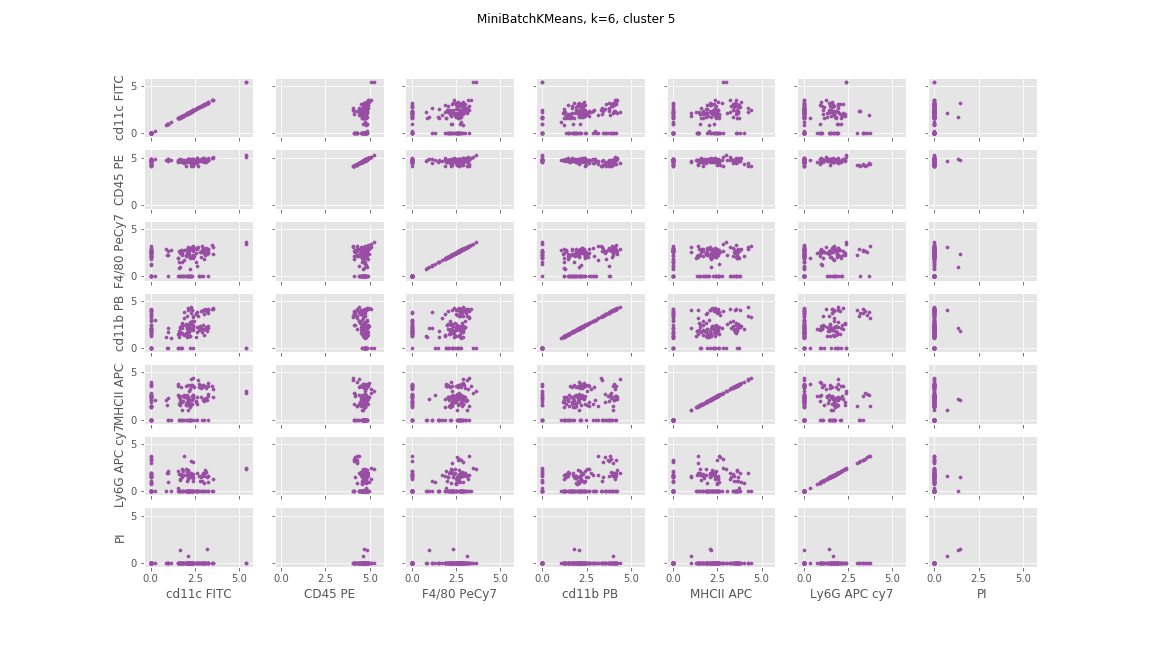 MiniBatchKMeans, k=6, cluster 5
cd11c FITC
5
0
CD45 PE
5
0
F4/80 PeCy7
5
0
cd11b PB
5
0
MHCII APC
5
0
Ly6G APC cy7
5
0
PI
5
0
0.0 2.5 5.0 0.0 2.5 5.0 0.0 2.5 5.0 0.0 2.5 5.0 0.0 2.5 5.0 0.0 2.5 5.0 0.0 2.5 5.0
cd11c FITC CD45 PE F4/80 PeCy7 cd11b PB MHCII APC Ly6G APC cy7 PI